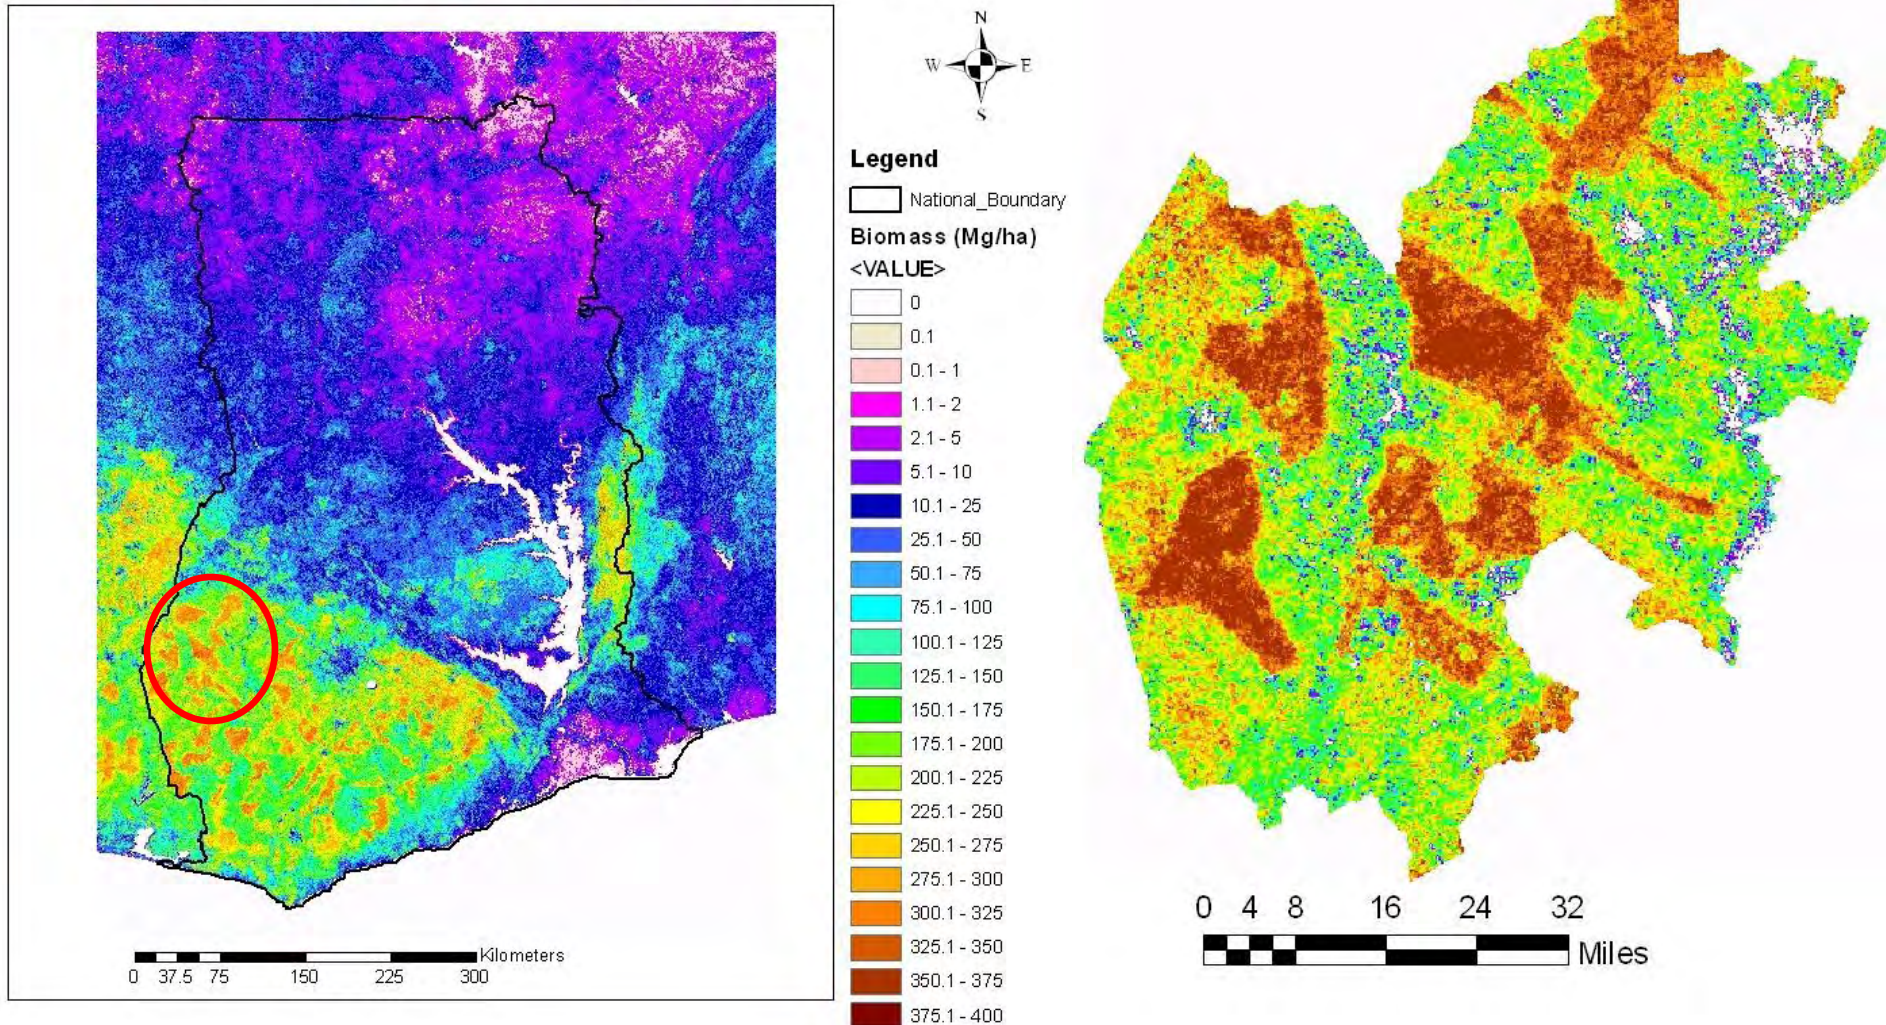 N
W E
S
Legend
National_Boundary
Biomass (Mg/ha)
<VALUE>
0
0.1
0.1 - 1
1.1 - 2
2.1 - 5
5.1 - 10
10.1 - 25
25.1 - 50
50.1 - 75
75.1 - 100
100.1 - 125
125.1 - 150
150.1 - 175
175.1 - 200
200.1 - 225
225.1 - 250
250.1 - 275
275.1 - 300
300.1 - 325
325.1 - 350
350.1 - 375
375.1 - 400
Kilometers
0 37.5 75 150 225 300
0 4 8 16 24 32
Miles